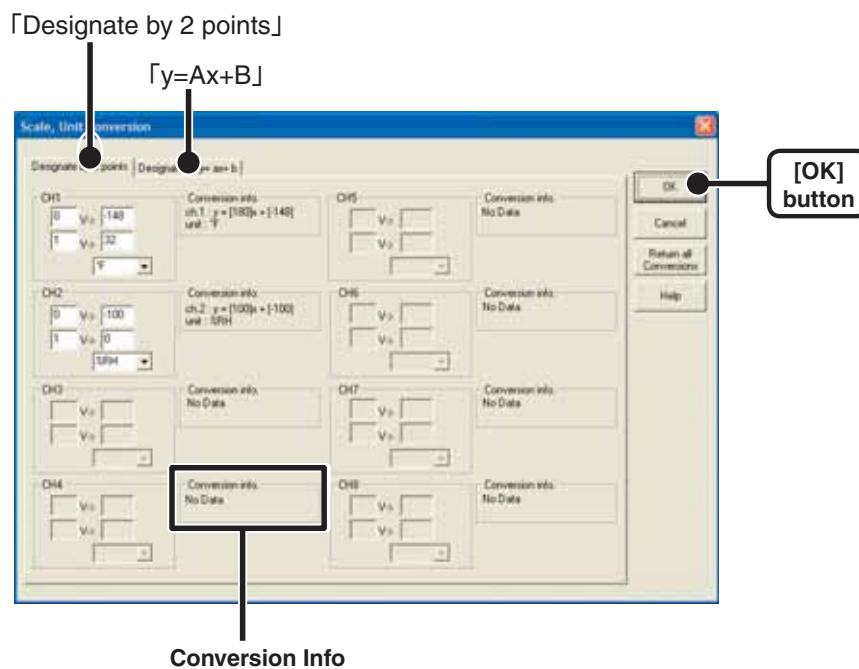 「Designate by 2 points」
「y=Ax+B」
Scale, Unit
Designate points
Designa y= ax+ b
CH1
0 V-> -148
1 V-> 32
°F
Conversion info.
ch.1 : y = [180]x + [-148]
unit : °F
CH2
0 V-> -100
1 V-> 0
%RH
Conversion info.
ch.2 : y = [100]x + [-100]
unit : %RH
CH3
V->
V->
Conversion info.
No Data
CH4
V->
V->
Conversion info.
No Data
CH5
V->
V->
Conversion info.
No Data
CH6
V->
V->
Conversion info.
No Data
CH7
V->
V->
Conversion info.
No Data
CH8
V->
V->
Conversion info.
No Data
OK
Cancel
Return all
Conversions
Help
[OK]
button
Conversion Info